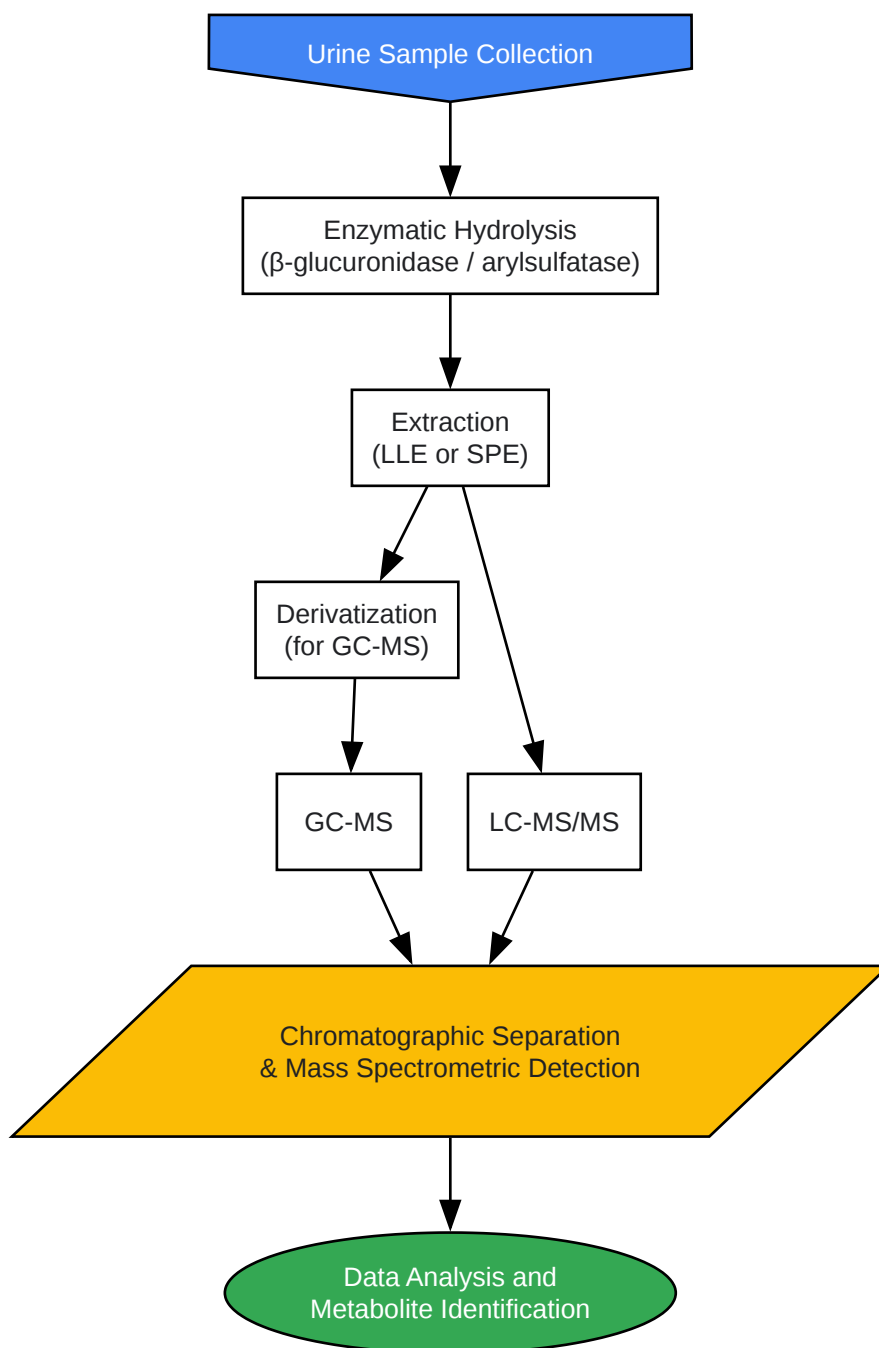 Urine Sample Collection
Enzymatic Hydrolysis
(β-glucuronidase / arylsulfatase)
Extraction
(LLE or SPE)
Derivatization
(for GC-MS)
GC-MS
LC-MS/MS
Chromatographic Separation
& Mass Spectrometric Detection
Data Analysis and
Metabolite Identification